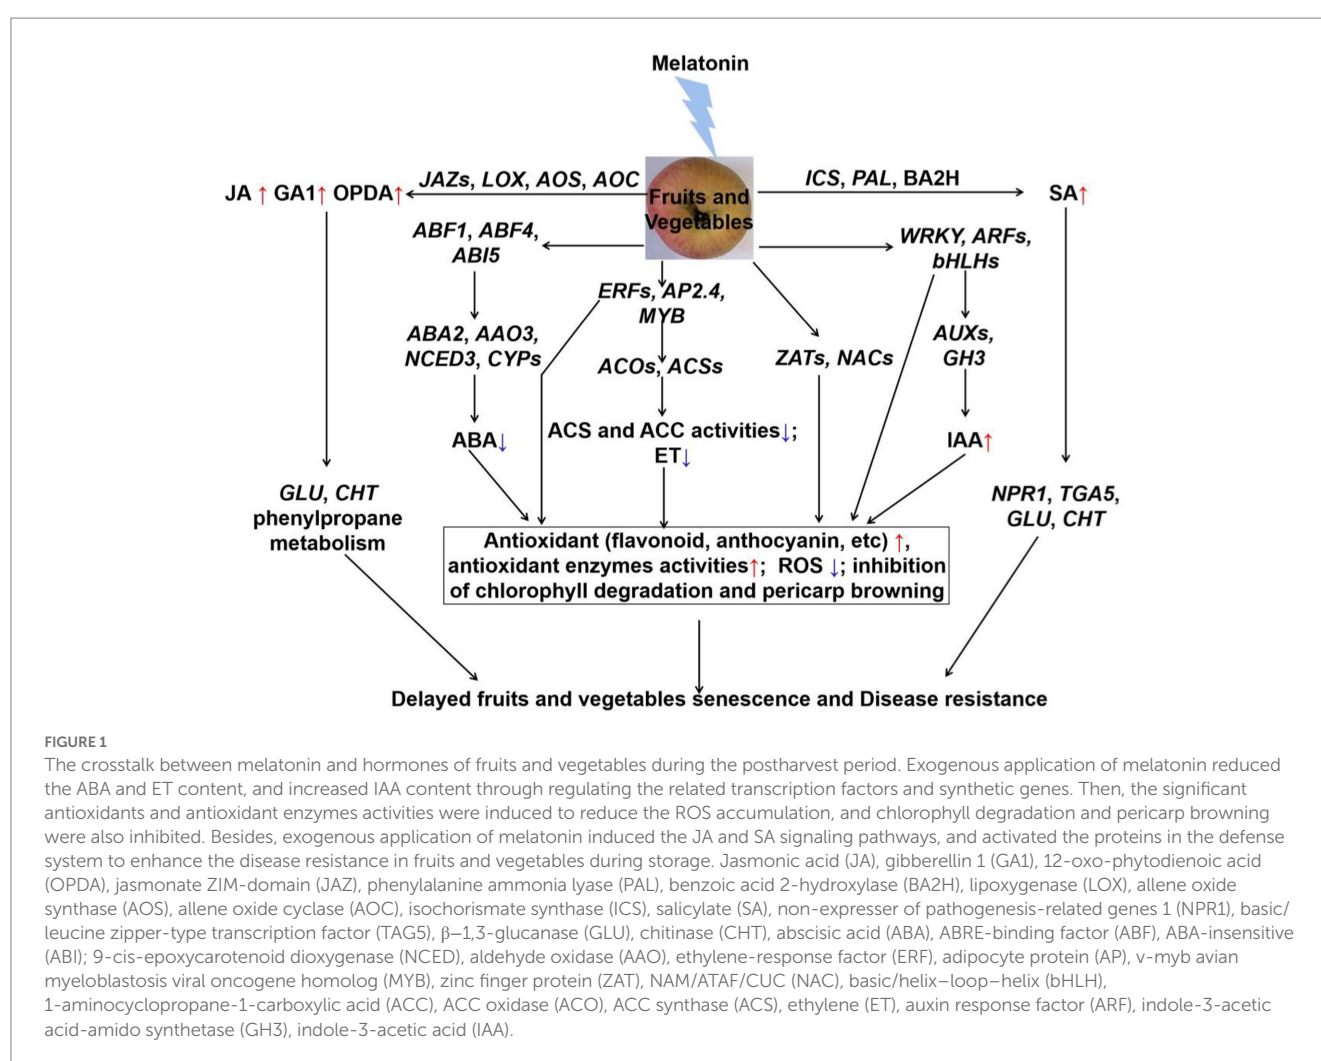 Melatonin
JAZs, LOX, AOS, AOC
ICS, PAL, BA2H
JA ↑ GA1↑ OPDA↑
Fruits and
Vegetables
SA↑
ABF1, ABF4,
ABI5
WRKY, ARFs,
bHLHs
ERFs, AP2.4,
MYB
ABA2, AAO3,
NCED3, CYPs
AUXs,
GH3
ZATs, NACs
ACOs, ACSs
ABA↓
ACS and ACC activities↓;
ET↓
IAA↑
GLU, CHT
phenylpropane
metabolism
NPR1, TGA5,
GLU, CHT
Antioxidant (flavonoid, anthocyanin, etc) ↑,
antioxidant enzymes activities↑; ROS ↓; inhibition
of chlorophyll degradation and pericarp browning
Delayed fruits and vegetables senescence and Disease resistance
FIGURE 1
The crosstalk between melatonin and hormones of fruits and vegetables during the postharvest period. Exogenous application of melatonin reduced
the ABA and ET content, and increased IAA content through regulating the related transcription factors and synthetic genes. Then, the significant
antioxidants and antioxidant enzymes activities were induced to reduce the ROS accumulation, and chlorophyll degradation and pericarp browning
were also inhibited. Besides, exogenous application of melatonin induced the JA and SA signaling pathways, and activated the proteins in the defense
system to enhance the disease resistance in fruits and vegetables during storage. Jasmonic acid (JA), gibberellin 1 (GA1), 12-oxo-phytodienoic acid
(OPDA), jasmonate ZIM-domain (JAZ), phenylalanine ammonia lyase (PAL), benzoic acid 2-hydroxylase (BA2H), lipoxygenase (LOX), allene oxide
synthase (AOS), allene oxide cyclase (AOC), isochorismate synthase (ICS), salicylate (SA), non-expresser of pathogenesis-related genes 1 (NPR1), basic/
leucine zipper-type transcription factor (TAG5), β–1,3-glucanase (GLU), chitinase (CHT), abscisic acid (ABA), ABRE-binding factor (ABF), ABA-insensitive
(ABI); 9-cis-epoxycarotenoid dioxygenase (NCED), aldehyde oxidase (AAO), ethylene-response factor (ERF), adipocyte protein (AP), v-myb avian
myeloblastosis viral oncogene homolog (MYB), zinc finger protein (ZAT), NAM/ATAF/CUC (NAC), basic/helix–loop–helix (bHLH),
1-aminocyclopropane-1-carboxylic acid (ACC), ACC oxidase (ACO), ACC synthase (ACS), ethylene (ET), auxin response factor (ARF), indole-3-acetic
acid-amido synthetase (GH3), indole-3-acetic acid (IAA).